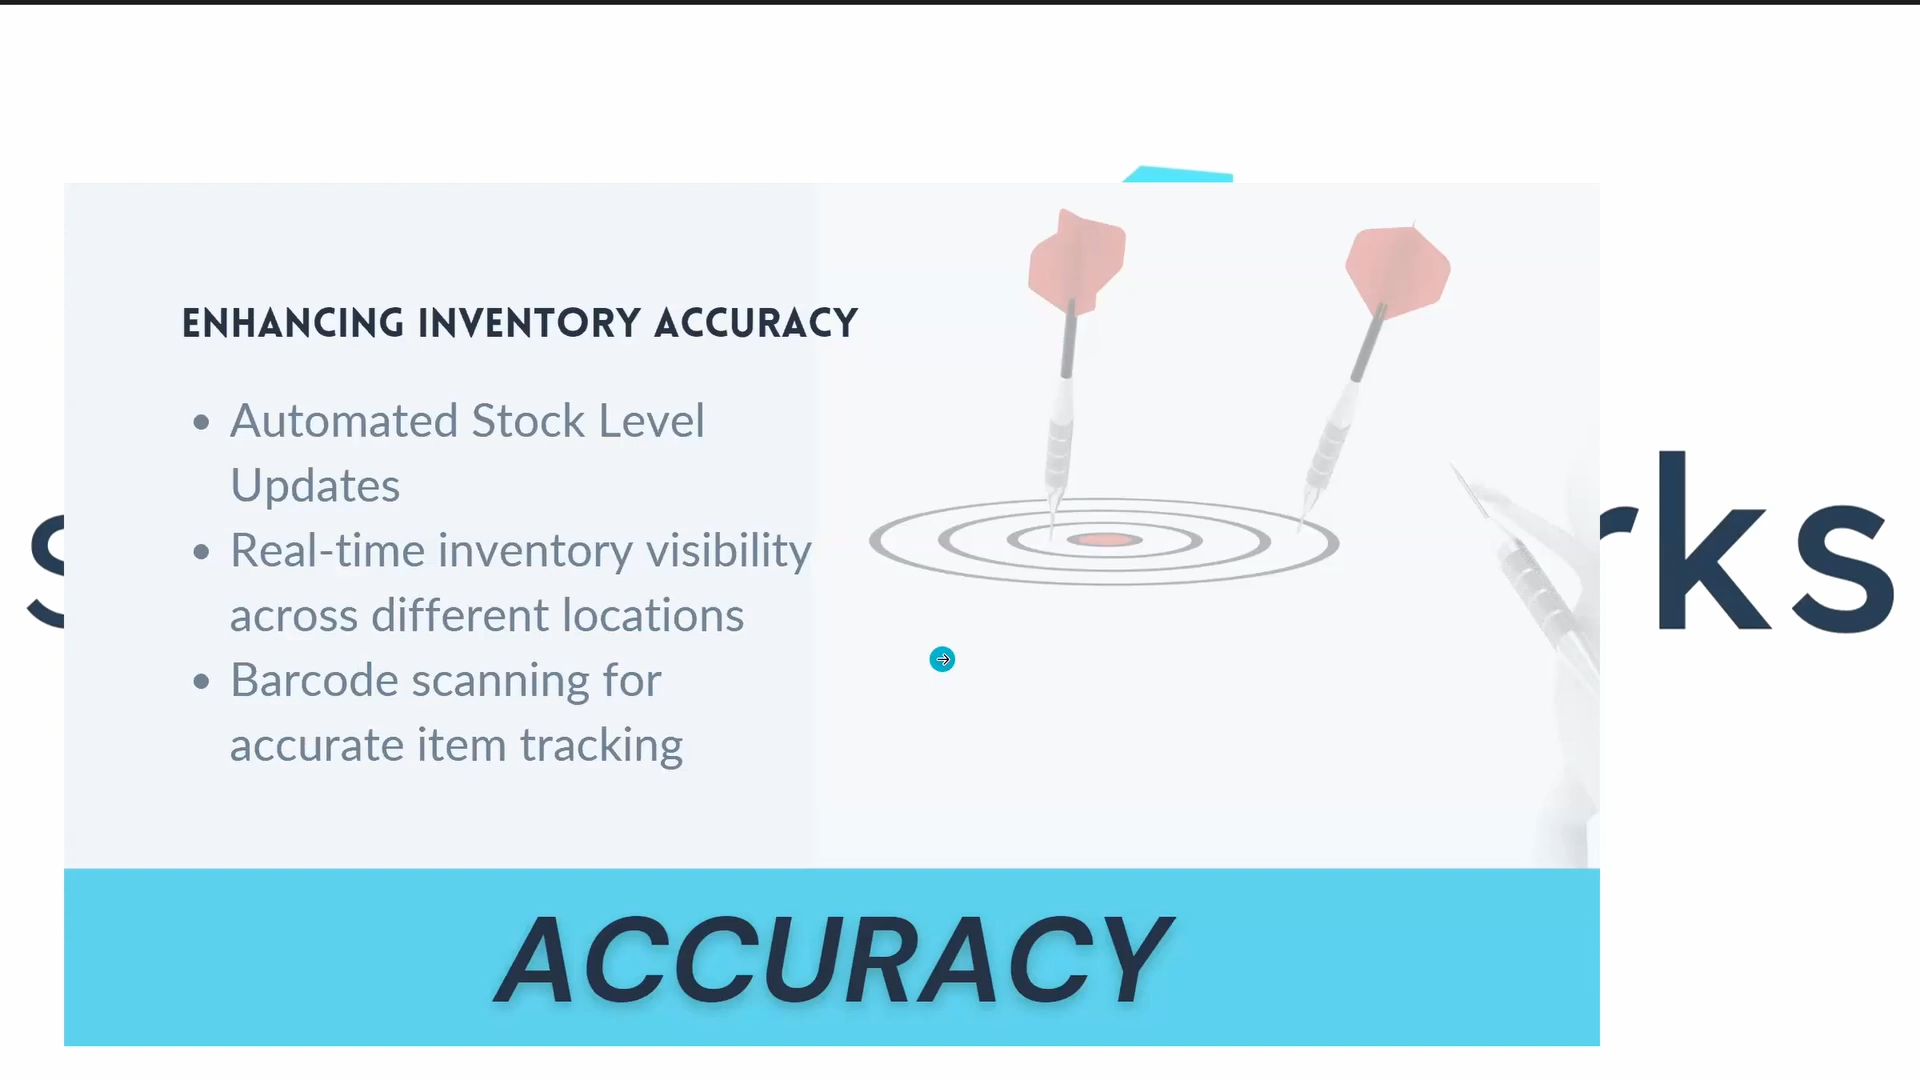 ENHANCING INVENTORY ACCURACY
• Automated Stock Level
Updates
• Real-time inventory visibility
across different locations
• Barcode scanning for
accurate item tracking
rks
ACCURACY